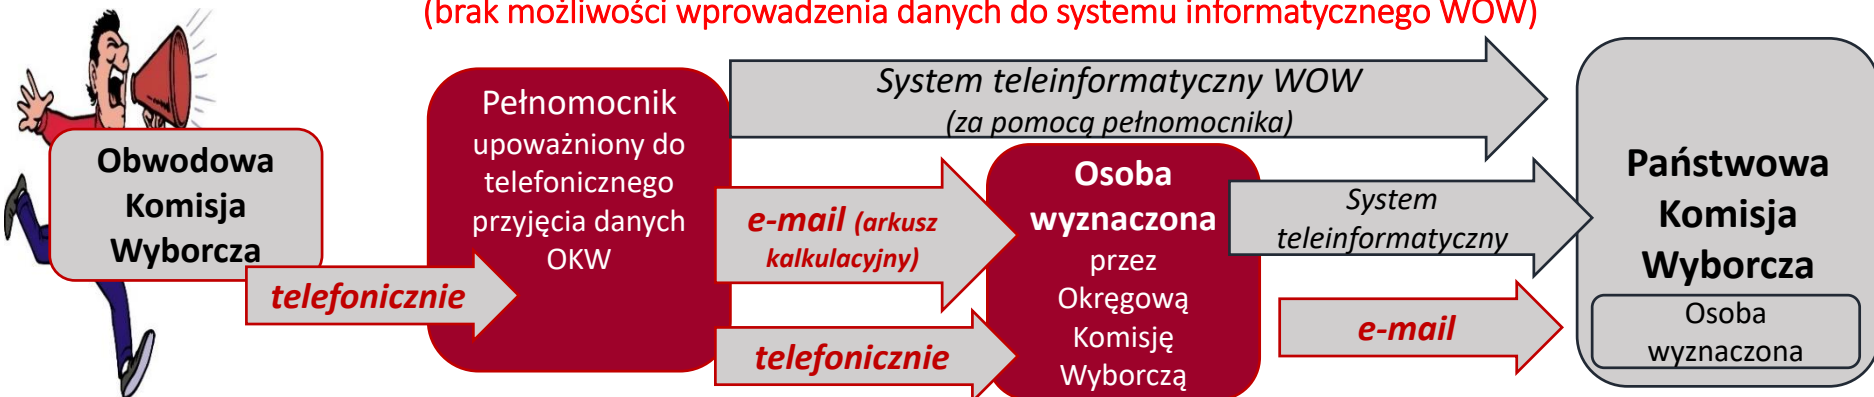 (brak możliwości wprowadzenia danych do systemu informatycznego WOW)
Obwodowa
Komisja
Wyborcza
telefonicznie
Pełnomocnik
upoważniony do
telefonicznego
przyjęcia danych
OKW
System teleinformatyczny WOW
(za pomocą pełnomocnika)
e-mail (arkusz
kalkulacyjny)
telefonicznie
Osoba
wyznaczona
przez
Okręgową
Komisję
Wyborczą
System
teleinformatyczny
e-mail
Państwowa
Komisja
Wyborcza
Osoba
wyznaczona